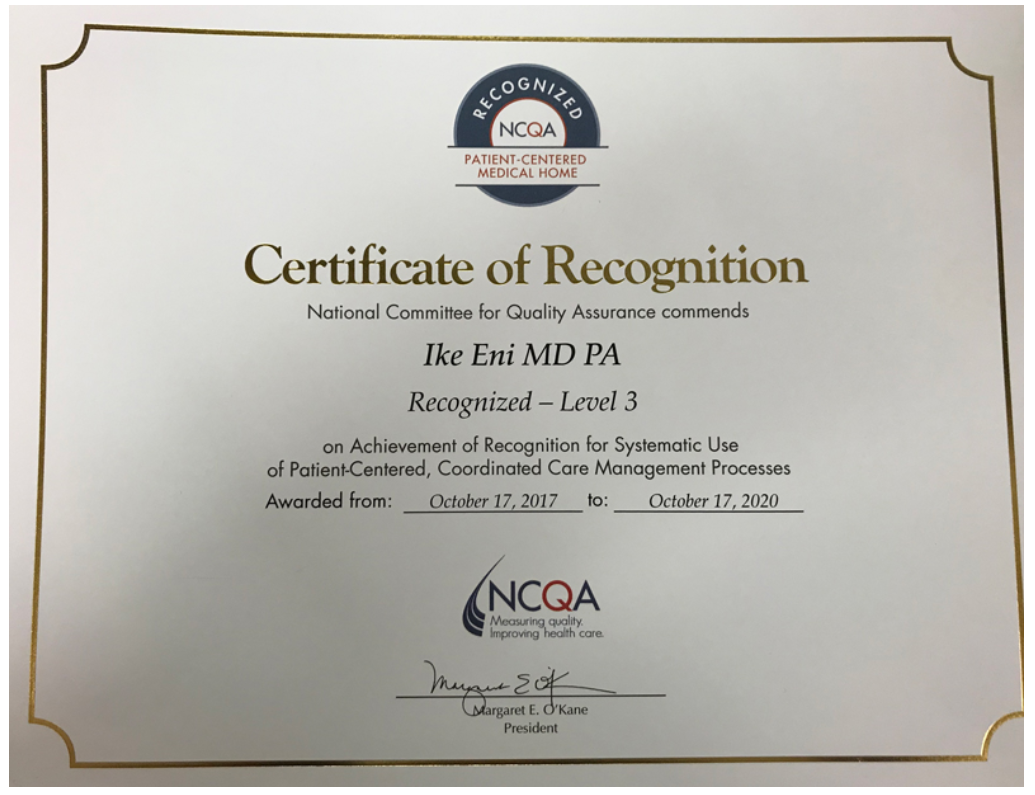 RECOGNIZED
NCQA
PATIENT-CENTERED
MEDICAL HOME
Certificate of Recognition
National Committee for Quality Assurance commends
Ike Eni MD PA
Recognized – Level 3
on Achievement of Recognition for Systematic Use
of Patient-Centered, Coordinated Care Management Processes
Awarded from: October 17, 2017 to: October 17, 2020
NCQA
Measuring quality.
Improving health care.
Margaret E. O'Kane
President